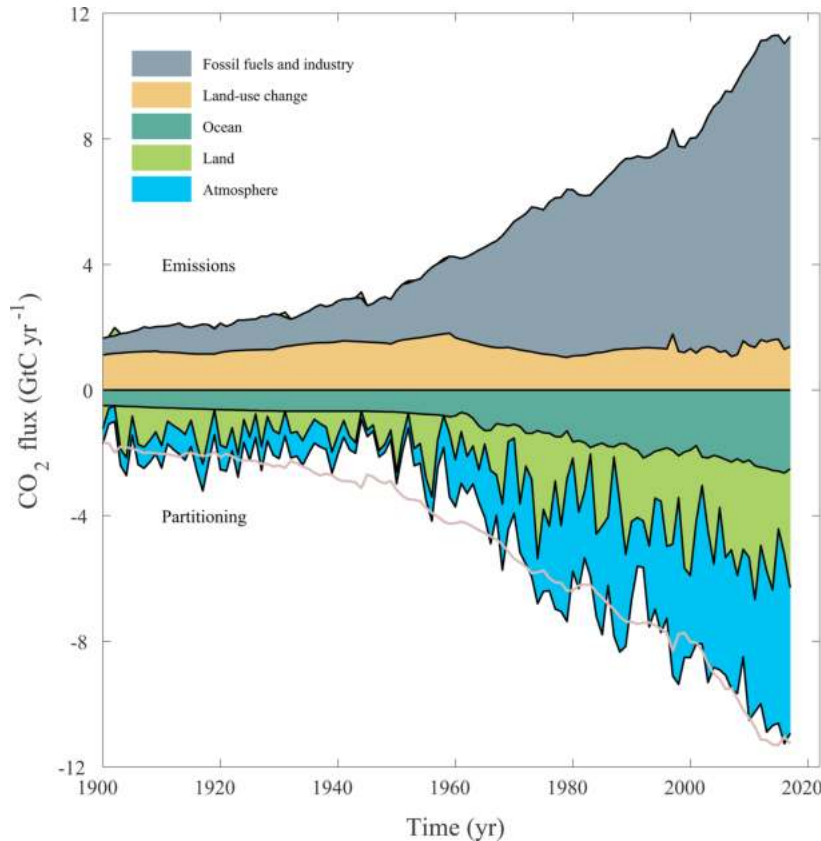 12
8
4
0
-4
-8
-12
CO2 flux (GtC yr-1)
Fossil fuels and industry
Land-use change
Ocean
Land
Atmosphere
Emissions
Partitioning
1900 1920 1940 1960 1980 2000 2020
Time (yr)